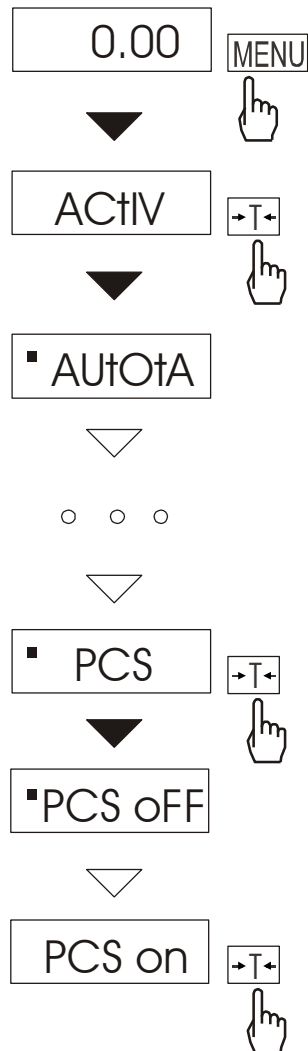 0.00
MENU
ACtIV
→T←
AUtOtA
PCS
→T←
PCS oFF
PCS on
→T←